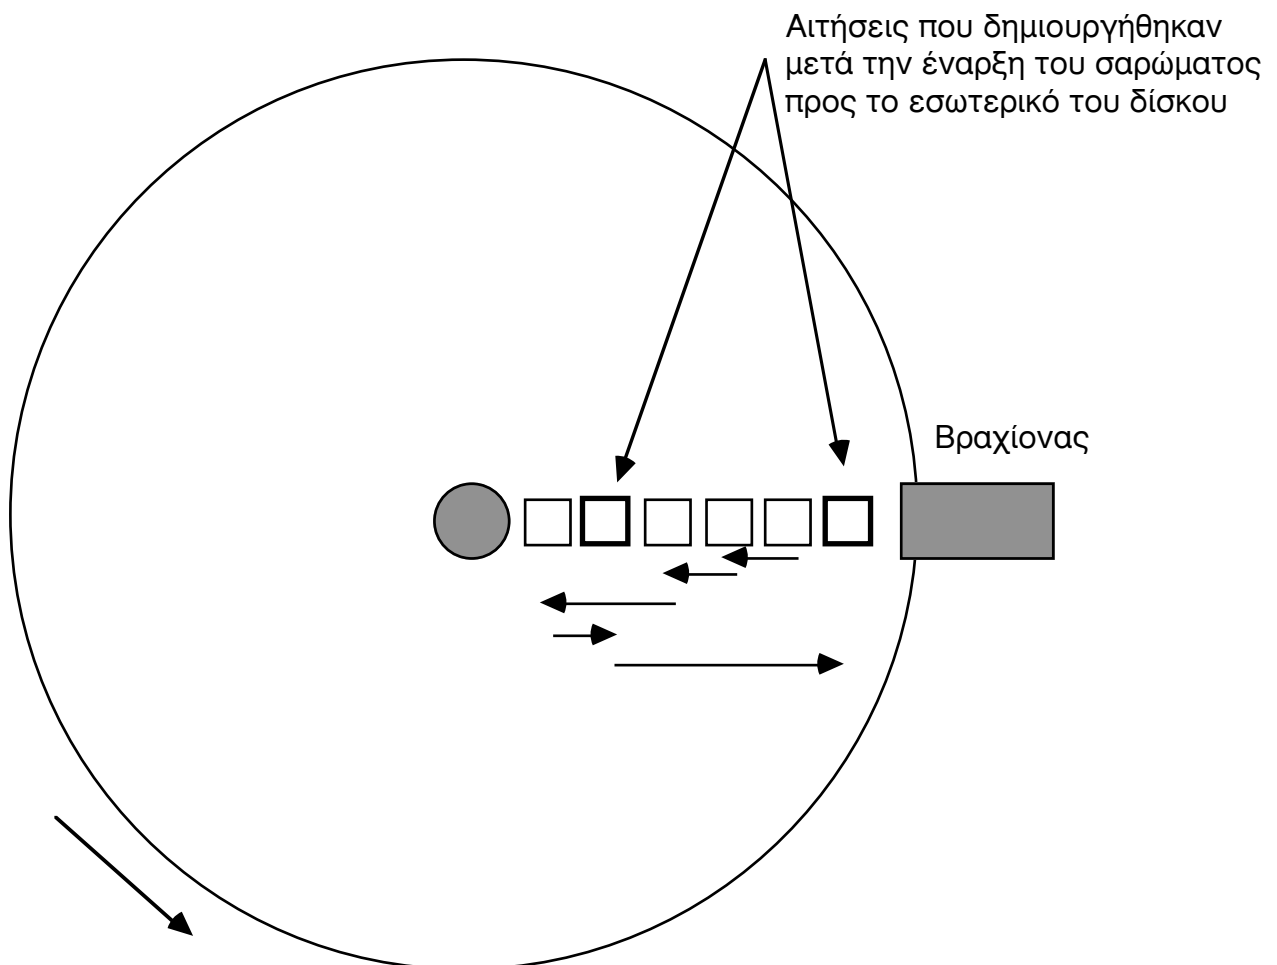 Αιτήσεις που δημιουργήθηκαν
μετά την έναρξη του σαρώματος
προς το εσωτερικό του δίσκου
Βραχίονας